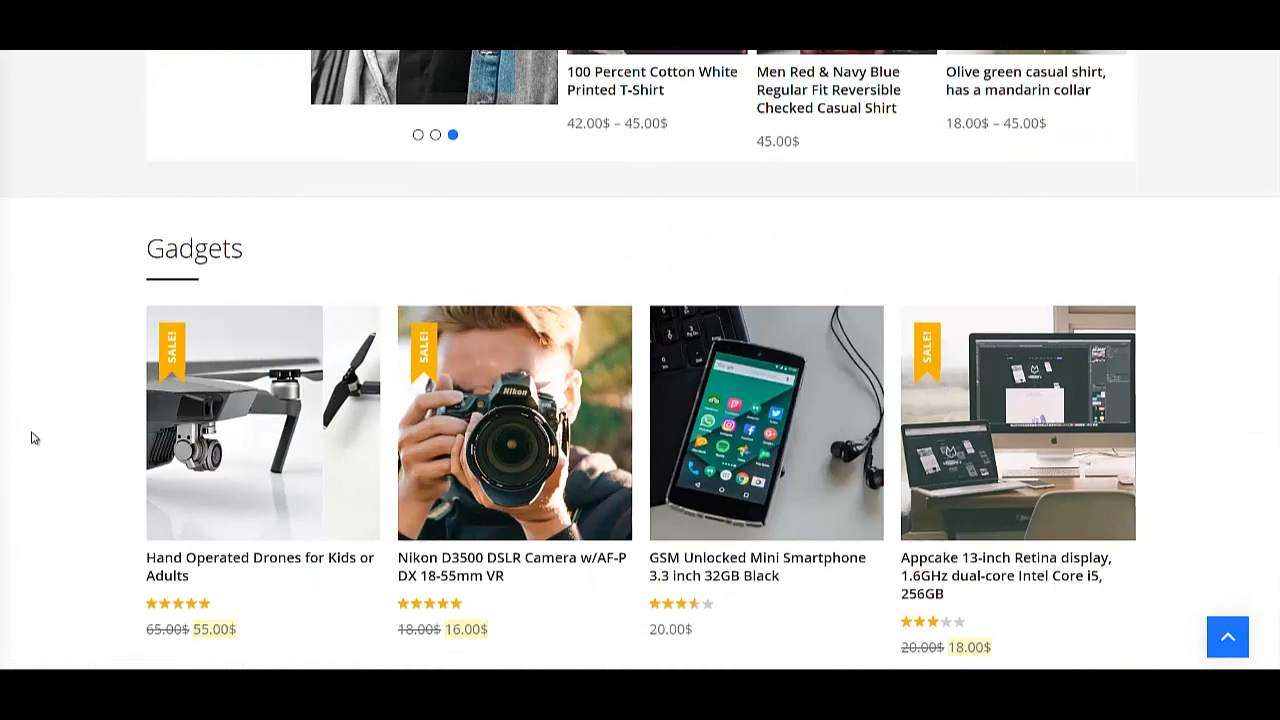 100 Percent Cotton White
Printed T-Shirt
42.00$ – 45.00$
Men Red & Navy Blue
Regular Fit Reversible
Checked Casual Shirt
45.00$
Olive green casual shirt,
has a mandarin collar
18.00$ – 45.00$
Gadgets
SALE!
SALE!
Nikon
SALE!
Hand Operated Drones for Kids or
Adults
65.00$ 55.00$
Nikon D3500 DSLR Camera w/AF-P
DX 18-55mm VR
18.00$ 16.00$
GSM Unlocked Mini Smartphone
3.3 inch 32GB Black
20.00$
Appcake 13-inch Retina display,
1.6GHz dual-core Intel Core i5,
256GB
20.00$ 18.00$